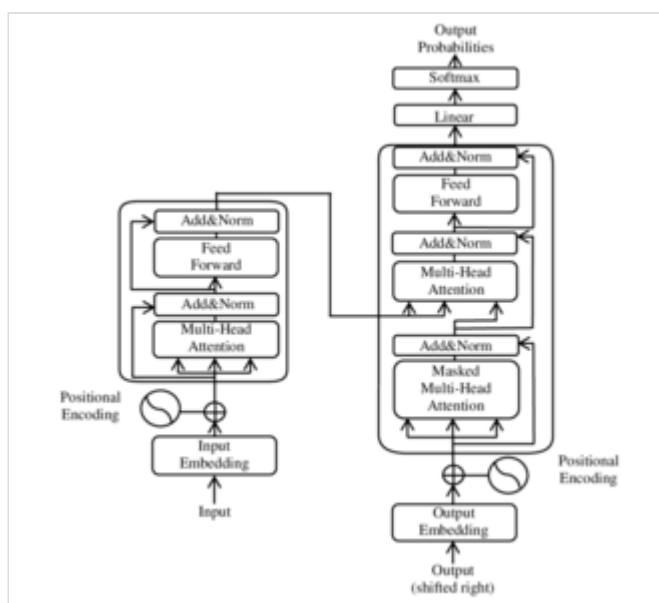 Output
Probabilities
Softmax
Linear
Add&Norm
Feed
Forward
Add&Norm
Multi-Head
Attention
Add&Norm
Masked
Multi-Head
Attention
Positional
Encoding
Output
Embedding
Output
(shifted right)
Add&Norm
Feed
Forward
Add&Norm
Multi-Head
Attention
Positional
Encoding
Input
Embedding
Input